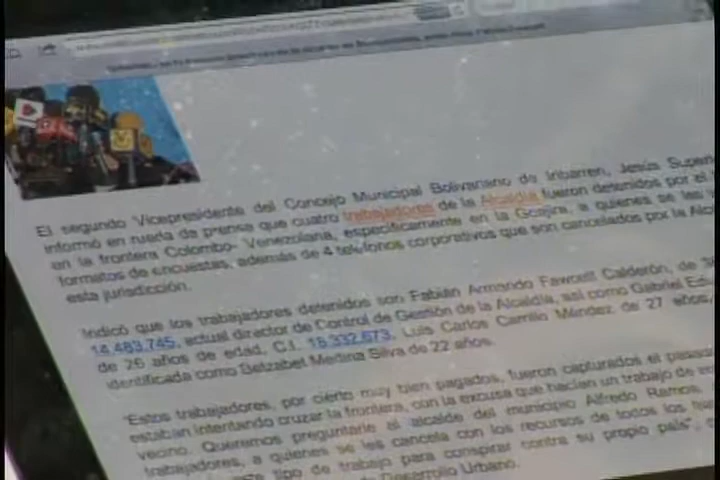 El segundo Vicepresidente del Concejo Municipal Bolivariano de Iribarren, Jesús Superl
informó en rueda de prensa que cuatro trabajadores de la Alcaldía fueron detenidos por el
en la frontera Colombo- Venezolana, específicamente en la Goajira, a quienes se les
formatos de encuestas, además de 4 teléfonos corporativos que son cancelados por la Alc
esta jurisdicción.
Indicó que los trabajadores detenidos son Fabián Armando Fawcett Calderón, de 3
14.483.745, actual director de Control de Gestión de la Alcaldía, así como Gabriel Edu
de 26 años de edad, C.I. 16.332.673, Luis Carlos Carrillo Méndez de 27 años,
identificada como Belzabet Medina Silva de 22 años.
"Estos trabajadores, por cierto muy bien pagados, fueron capturados el pasa
estaban intentando cruzar la frontera, con la excusa que hacían un trabajo de
vecino. Queremos preguntarle al alcalde del municipio Alfredo Ramos,
trabajadores, a quienes se les cancela con los recursos de todos los
tipo de trabajo para conspirar contra su propio país",
Desarrollo Urbano.